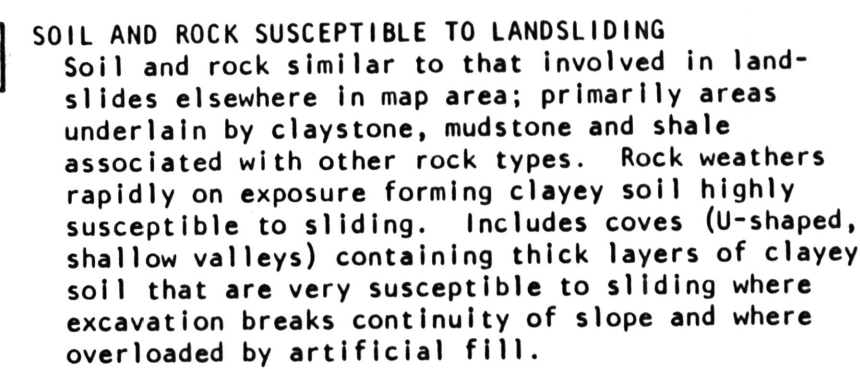 SOIL AND ROCK SUSCEPTIBLE TO LANDSLIDING
Soil and rock similar to that involved in land-
slides elsewhere in map area; primarily areas
underlain by claystone, mudstone and shale
associated with other rock types. Rock weathers
rapidly on exposure forming clayey soil highly
susceptible to sliding. Includes coves (U-shaped,
shallow valleys) containing thick layers of clayey
soil that are very susceptible to sliding where
excavation breaks continuity of slope and where
overloaded by artificial fill.